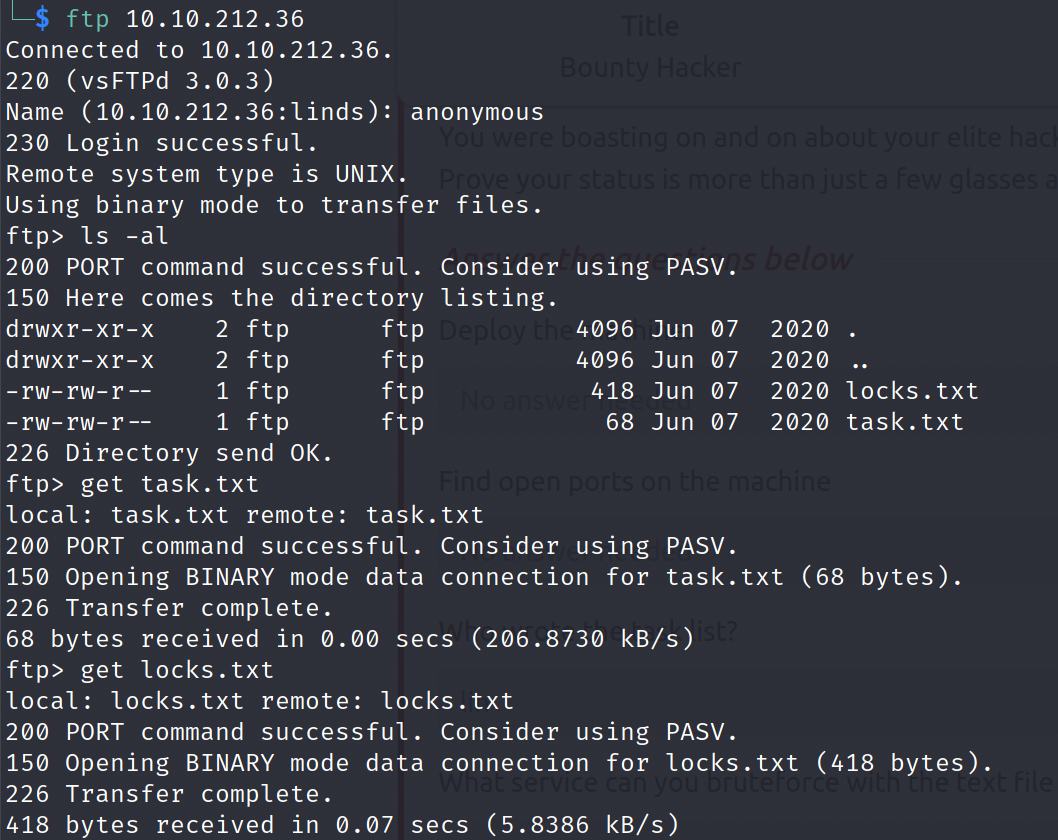 $ ftp 10.10.212.36
Connected to 10.10.212.36.
220 (vsFTPd 3.0.3)
Name (10.10.212.36:linds): anonymous
230 Login successful.
Remote system type is UNIX.
Using binary mode to transfer files.
ftp> ls -al
200 PORT command successful. Consider using PASV.
150 Here comes the directory listing.
drwxr-xr-x    2 ftp      ftp          4096 Jun 07  2020 .
drwxr-xr-x    2 ftp      ftp          4096 Jun 07  2020 ..
-rw-rw-r--    1 ftp      ftp           418 Jun 07  2020 locks.txt
-rw-rw-r--    1 ftp      ftp            68 Jun 07  2020 task.txt
226 Directory send OK.
ftp> get task.txt
local: task.txt remote: task.txt
200 PORT command successful. Consider using PASV.
150 Opening BINARY mode data connection for task.txt (68 bytes).
226 Transfer complete.
68 bytes received in 0.00 secs (206.8730 kB/s)
ftp> get locks.txt
local: locks.txt remote: locks.txt
200 PORT command successful. Consider using PASV.
150 Opening BINARY mode data connection for locks.txt (418 bytes).
226 Transfer complete.
418 bytes received in 0.07 secs (5.8386 kB/s)
Title
Bounty Hacker
You were boasting on and on about your elite hac
Prove your status is more than just a few glasses a
Answer the questions below
Deploy the machine.
No answer needed
Find open ports on the machine
Who wrote the task list?
What service can you bruteforce with the text file